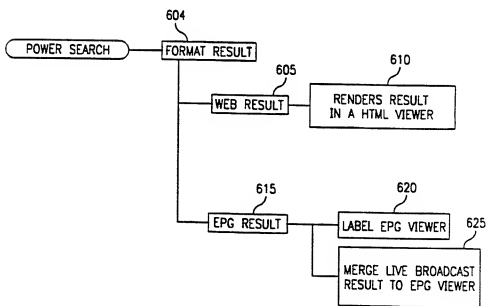 604
POWER SEARCH
FORMAT RESULT
605
610
WEB RESULT
RENDERS RESULT
IN A HTML VIEWER
615
620
EPG RESULT
LABEL EPG VIEWER
625
MERGE LIVE BROADCAST
RESULT TO EPG VIEWER